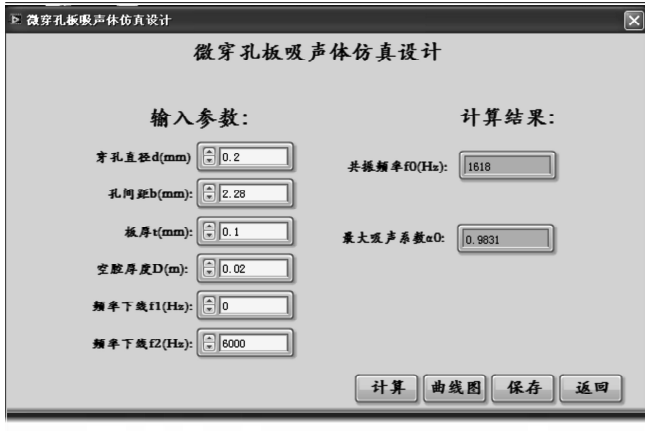 微穿孔板吸声体仿真设计
微穿孔板吸声体仿真设计
输入参数:
计算结果:
穿孔直径d(mm) 0.2
共振频率f0(Hz): 1618
孔间距b(mm): 2.28
板厚t(mm): 0.1
最大吸声系数α0: 0.9831
空腔厚度D(m): 0.02
频率下线f1(Hz): 0
频率下线f2(Hz): 6000
计算 曲线图 保存 返回